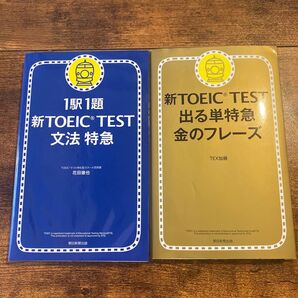 1駅1題
新TOEIC® TEST
文法 特急
TOEIC
花田徹也
朝日新聞出版
新TOEIC® TEST
出る単特急
金のフレーズ
TEX加藤
朝日新聞出版